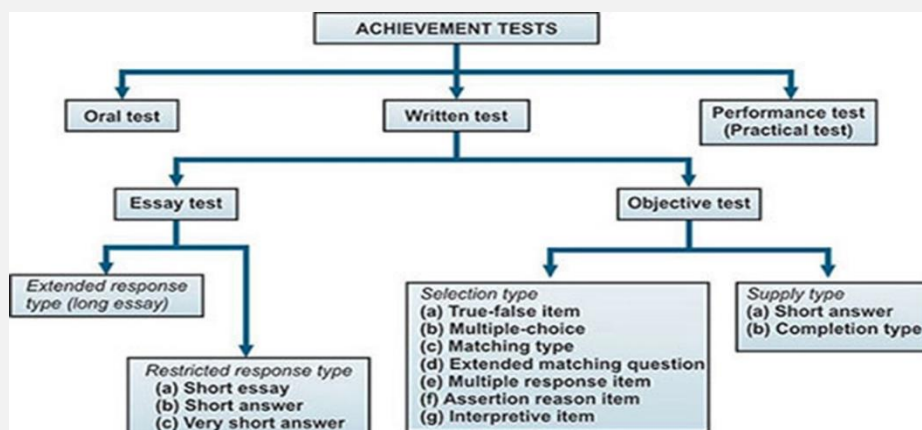 ACHIEVEMENT TESTS
Oral test
Written test
Performance test
(Practical test)
Essay test
Objective test
Extended response
type (long essay)
Restricted response type
(a) Short essay
(b) Short answer
(c) Very short answer
Selection type
(a) True-false item
(b) Multiple-choice
(c) Matching type
(d) Extended matching question
(e) Multiple response item
(f) Assertion reason item
(g) Interpretive item
Supply type
(a) Short answer
(b) Completion type